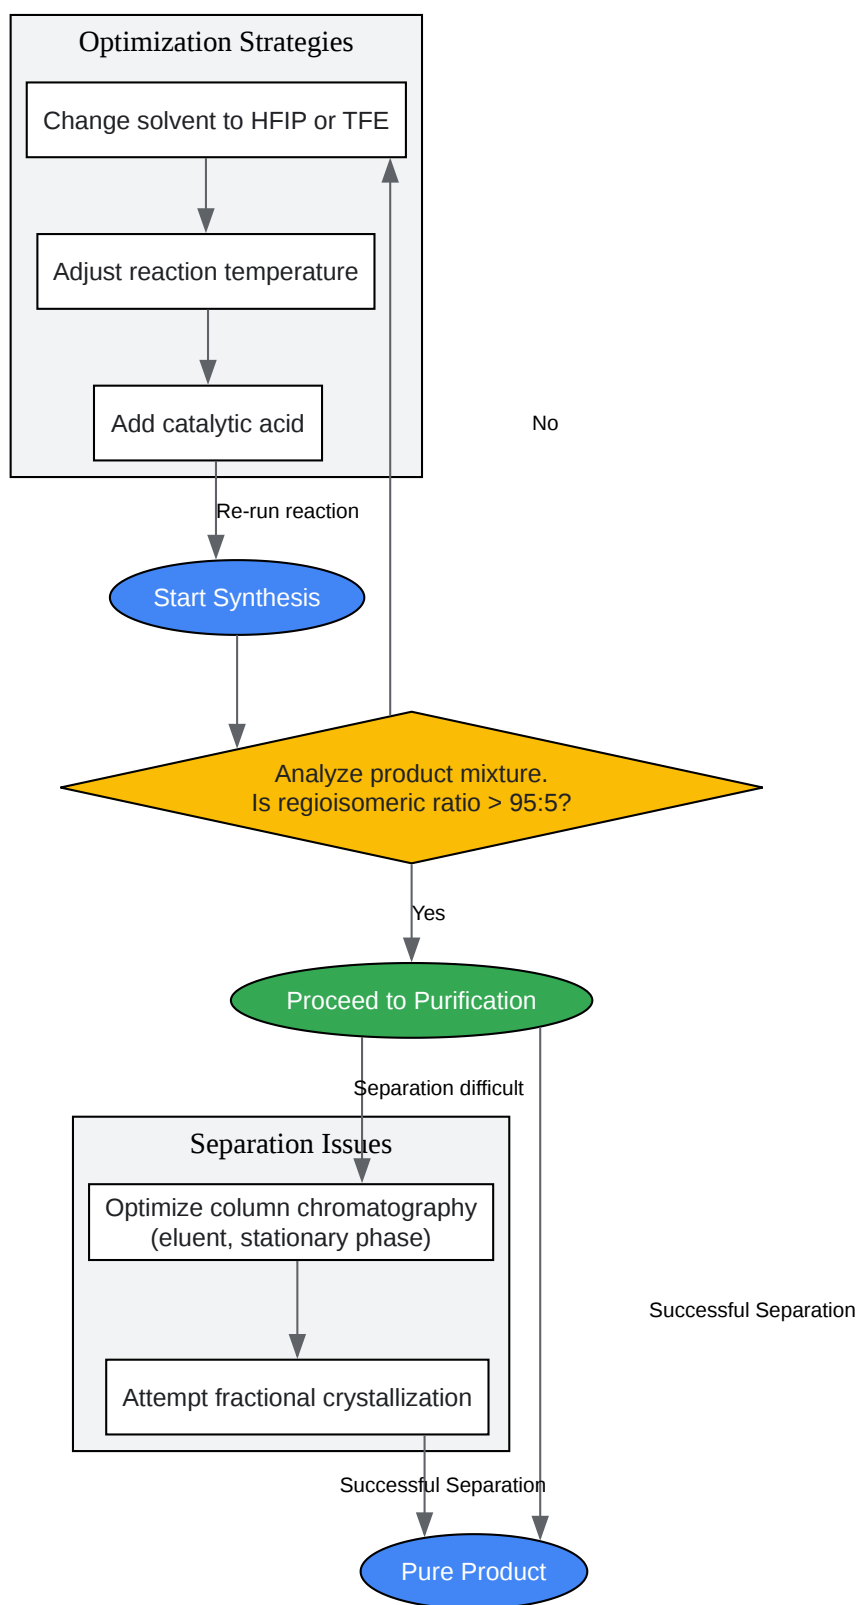 Optimization Strategies
Change solvent to HFIP or TFE
Adjust reaction temperature
Add catalytic acid
No
Re-run reaction
Start Synthesis
Analyze product mixture.
Is regioisomeric ratio > 95:5?
Yes
Proceed to Purification
Separation difficult
Separation Issues
Optimize column chromatography
(eluent, stationary phase)
Successful Separation
Attempt fractional crystallization
Successful Separation
Pure Product